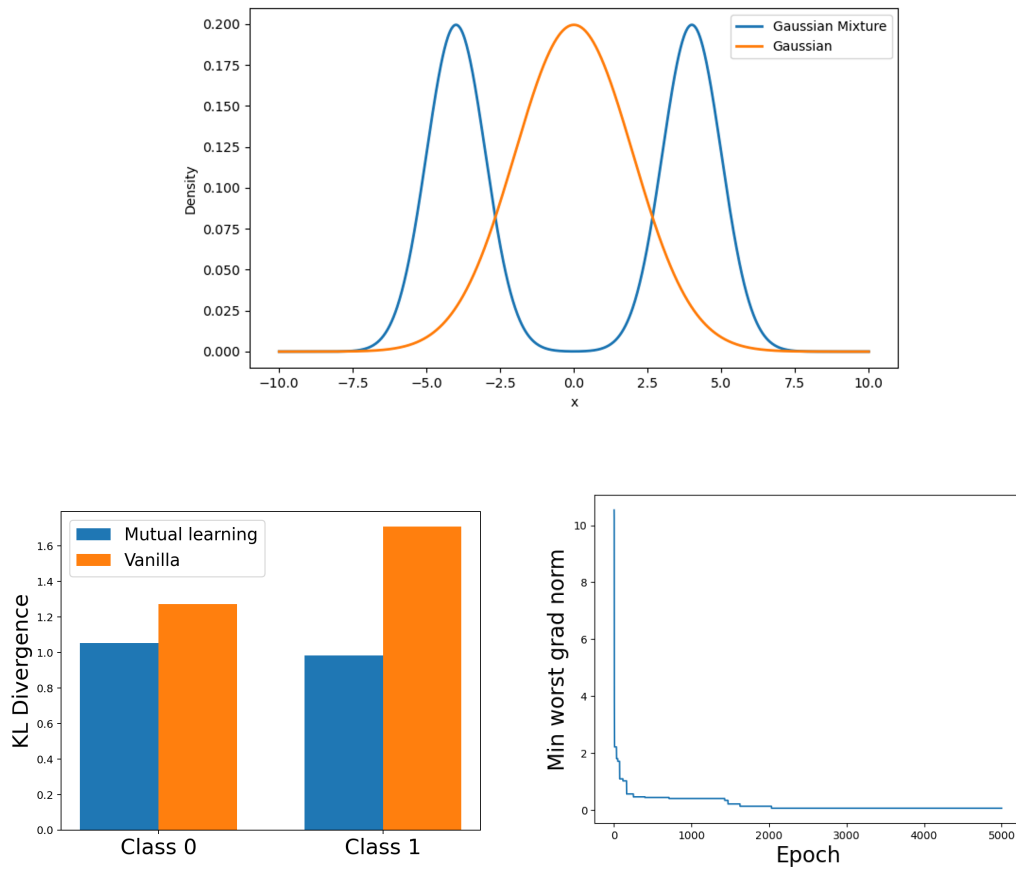 0.200
0.175
0.150
0.125
0.100
0.075
0.050
0.025
0.000
Density
Gaussian Mixture
Gaussian
−10.0 −7.5 −5.0 −2.5 0.0 2.5 5.0 7.5 10.0
x
1.6
1.4
1.2
1.0
0.8
0.6
0.4
0.2
0.0
KL Divergence
Mutual learning
Vanilla
Class 0 Class 1
10
8
6
4
2
0
Min worst grad norm
0 1000 2000 3000 4000 5000
Epoch